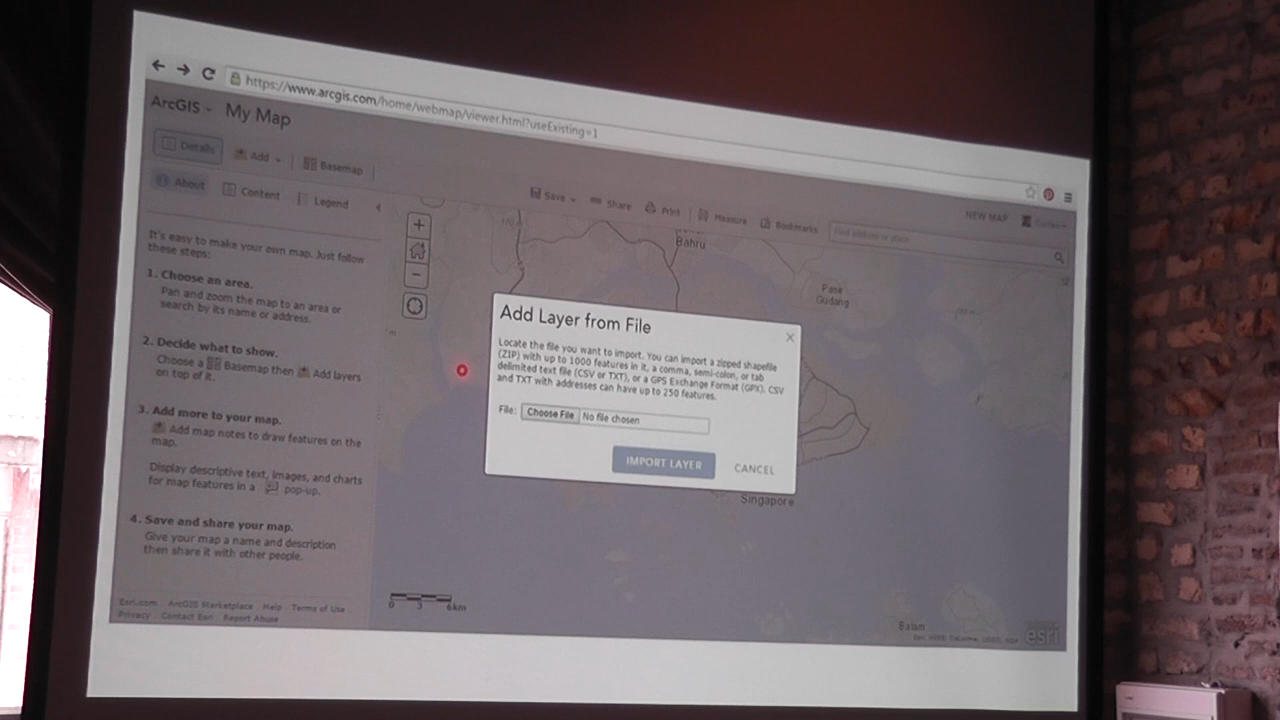 https://www.arcgis.com/home/webmap/viewer.html?useExisting=1
ArcGIS My Map
NEW MAP
Details Add Basemap
Save Share Print Measure Bookmarks Find address or place
About Content Legend
It's easy to make your own map. Just follow
these steps:
1. Choose an area.
Pan and zoom the map to an area or
search by its name or address.
2. Decide what to show.
Choose a Basemap then Add layers
on top of it.
3. Add more to your map.
Add map notes to draw features on the
map.
Display descriptive text, images, and charts
for map features in a pop-up.
4. Save and share your map.
Give your map a name and description
then share it with other people.
Esri.com . ArcGIS Marketplace . Help . Terms of Use .
Privacy . Contact Esri . Report Abuse
+
−
Bahru
Pasir
Gudang
Add Layer from File
×
Locate the file you want to import. You can import a zipped shapefile
(ZIP) with up to 1000 features in it, a comma, semi-colon, or tab
delimited text file (CSV or TXT), or a GPS Exchange Format (GPX). CSV
and TXT with addresses can have up to 250 features.
File: Choose File No file chosen
IMPORT LAYER CANCEL
Singapore
0 3 6km
Batam
esri